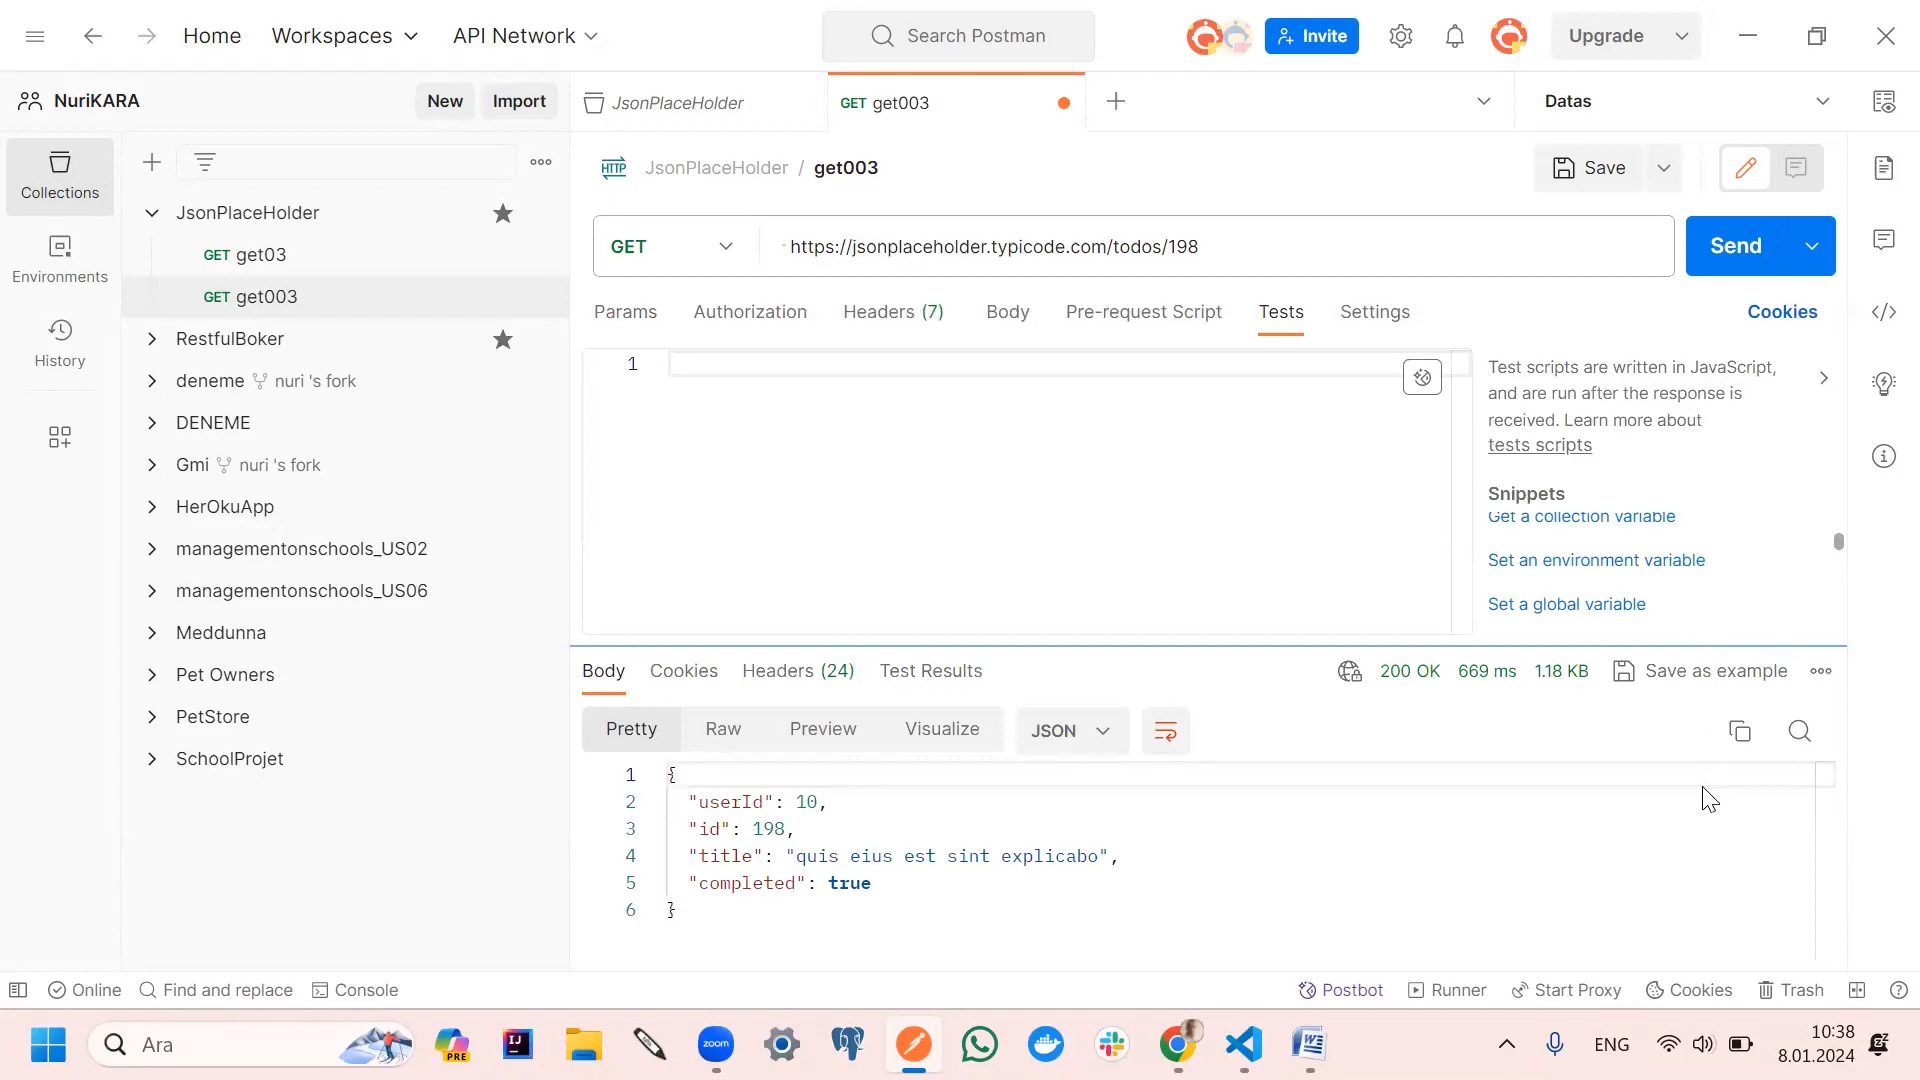 Home
Workspaces
API Network
Search Postman
Invite
Upgrade
NuriKARA
New
Import
JsonPlaceHolder
GET get003
Datas
Collections
Environments
History
JsonPlaceHolder
GET get03
GET get003
RestfulBoker
deneme nuri 's fork
DENEME
Gmi nuri 's fork
HerOkuApp
managementonschools_US02
managementonschools_US06
Meddunna
Pet Owners
PetStore
SchoolProjet
HTTP JsonPlaceHolder / get003
Save
GET
https://jsonplaceholder.typicode.com/todos/198
Send
Params Authorization Headers (7) Body Pre-request Script Tests Settings
Cookies
1
Test scripts are written in JavaScript,
and are run after the response is
received. Learn more about
tests scripts
Snippets
Get a collection variable
Set an environment variable
Set a global variable
Body Cookies Headers (24) Test Results
200 OK 669 ms 1.18 KB Save as example
Pretty Raw Preview Visualize JSON
1 {
2 "userId": 10,
3 "id": 198,
4 "title": "quis eius est sint explicabo",
5 "completed": true
6 }
Online Find and replace Console
Postbot Runner Start Proxy Cookies Trash
Ara
PRE
IJ
zoom
W
ENG
10:38
8.01.2024